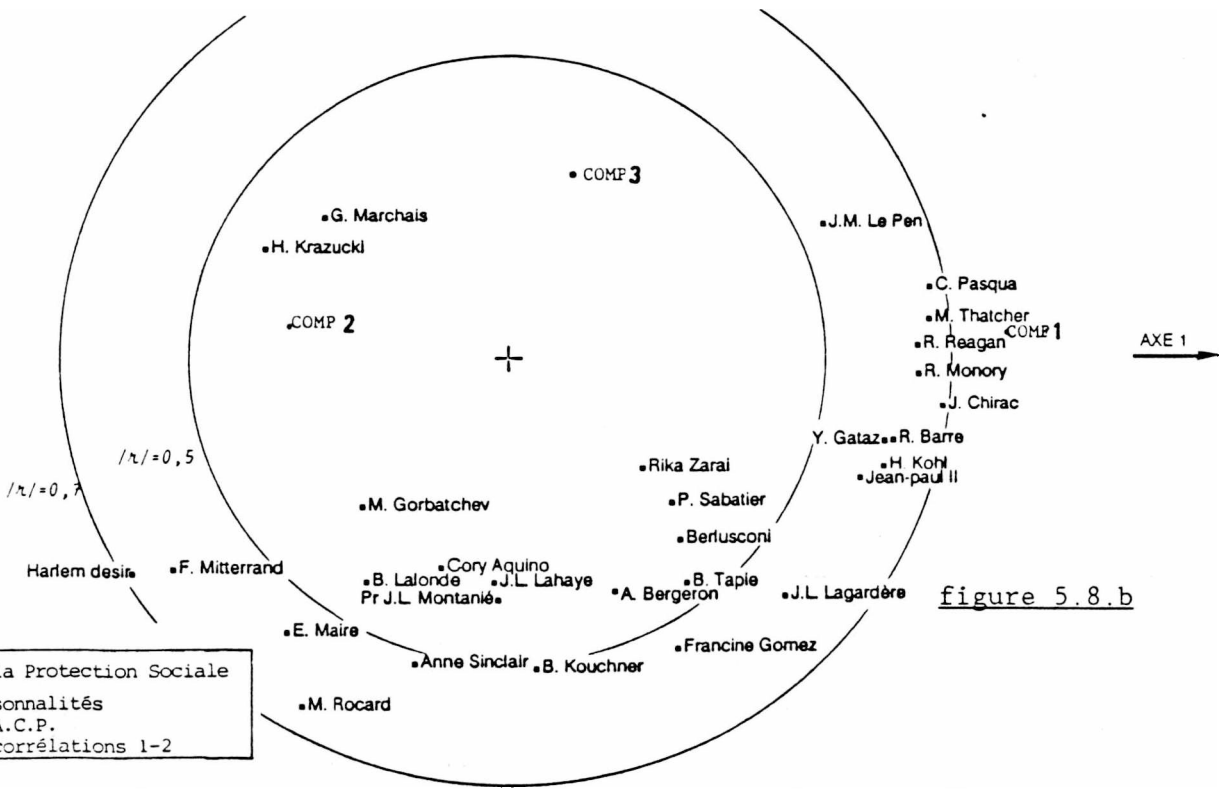 COMP 3
G. Marchais
J.M. Le Pen
H. Krazucki
C. Pasqua
M. Thatcher
COMP 2
COMP 1
R. Reagan
AXE 1
R. Monory
J. Chirac
Y. Gataz
R. Barre
/r/=0,5
Rika Zarai
H. Kohl
Jean-paul II
/r/=0,7
M. Gorbatchev
P. Sabatier
Berlusconi
Harlem desir
F. Mitterrand
Cory Aquino
B. Lalonde
J.L. Lahaye
B. Tapie
Pr J.L. Montanié
A. Bergeron
J.L. Lagardère
figure 5.8.b
E. Maire
Francine Gomez
Anne Sinclair
B. Kouchner
la Protection Sociale
sonnalités
M. Rocard
A.C.P.
corrélations 1-2